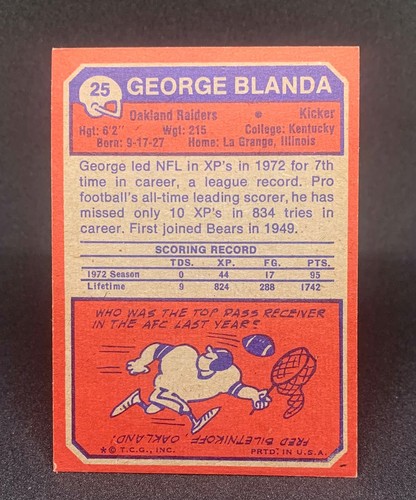 25 GEORGE BLANDA
Oakland Raiders • Kicker
Hgt: 6'2" Wgt: 215 College: Kentucky
Born: 9-17-27 Home: La Grange, Illinois
George led NFL in XP's in 1972 for 7th
time in career, a league record. Pro
football's all-time leading scorer, he has
missed only 10 XP's in 834 tries in
career. First joined Bears in 1949.
SCORING RECORD
TDS. XP. FG. PTS.
1972 Season 0 44 17 95
Lifetime 9 824 288 1742
WHO WAS THE TOP PASS RECEIVER
IN THE AFC LAST YEAR?
FRED BILETNIKOFF, OAKLAND!
*© T.C.G., INC. PRTD. IN U.S.A.